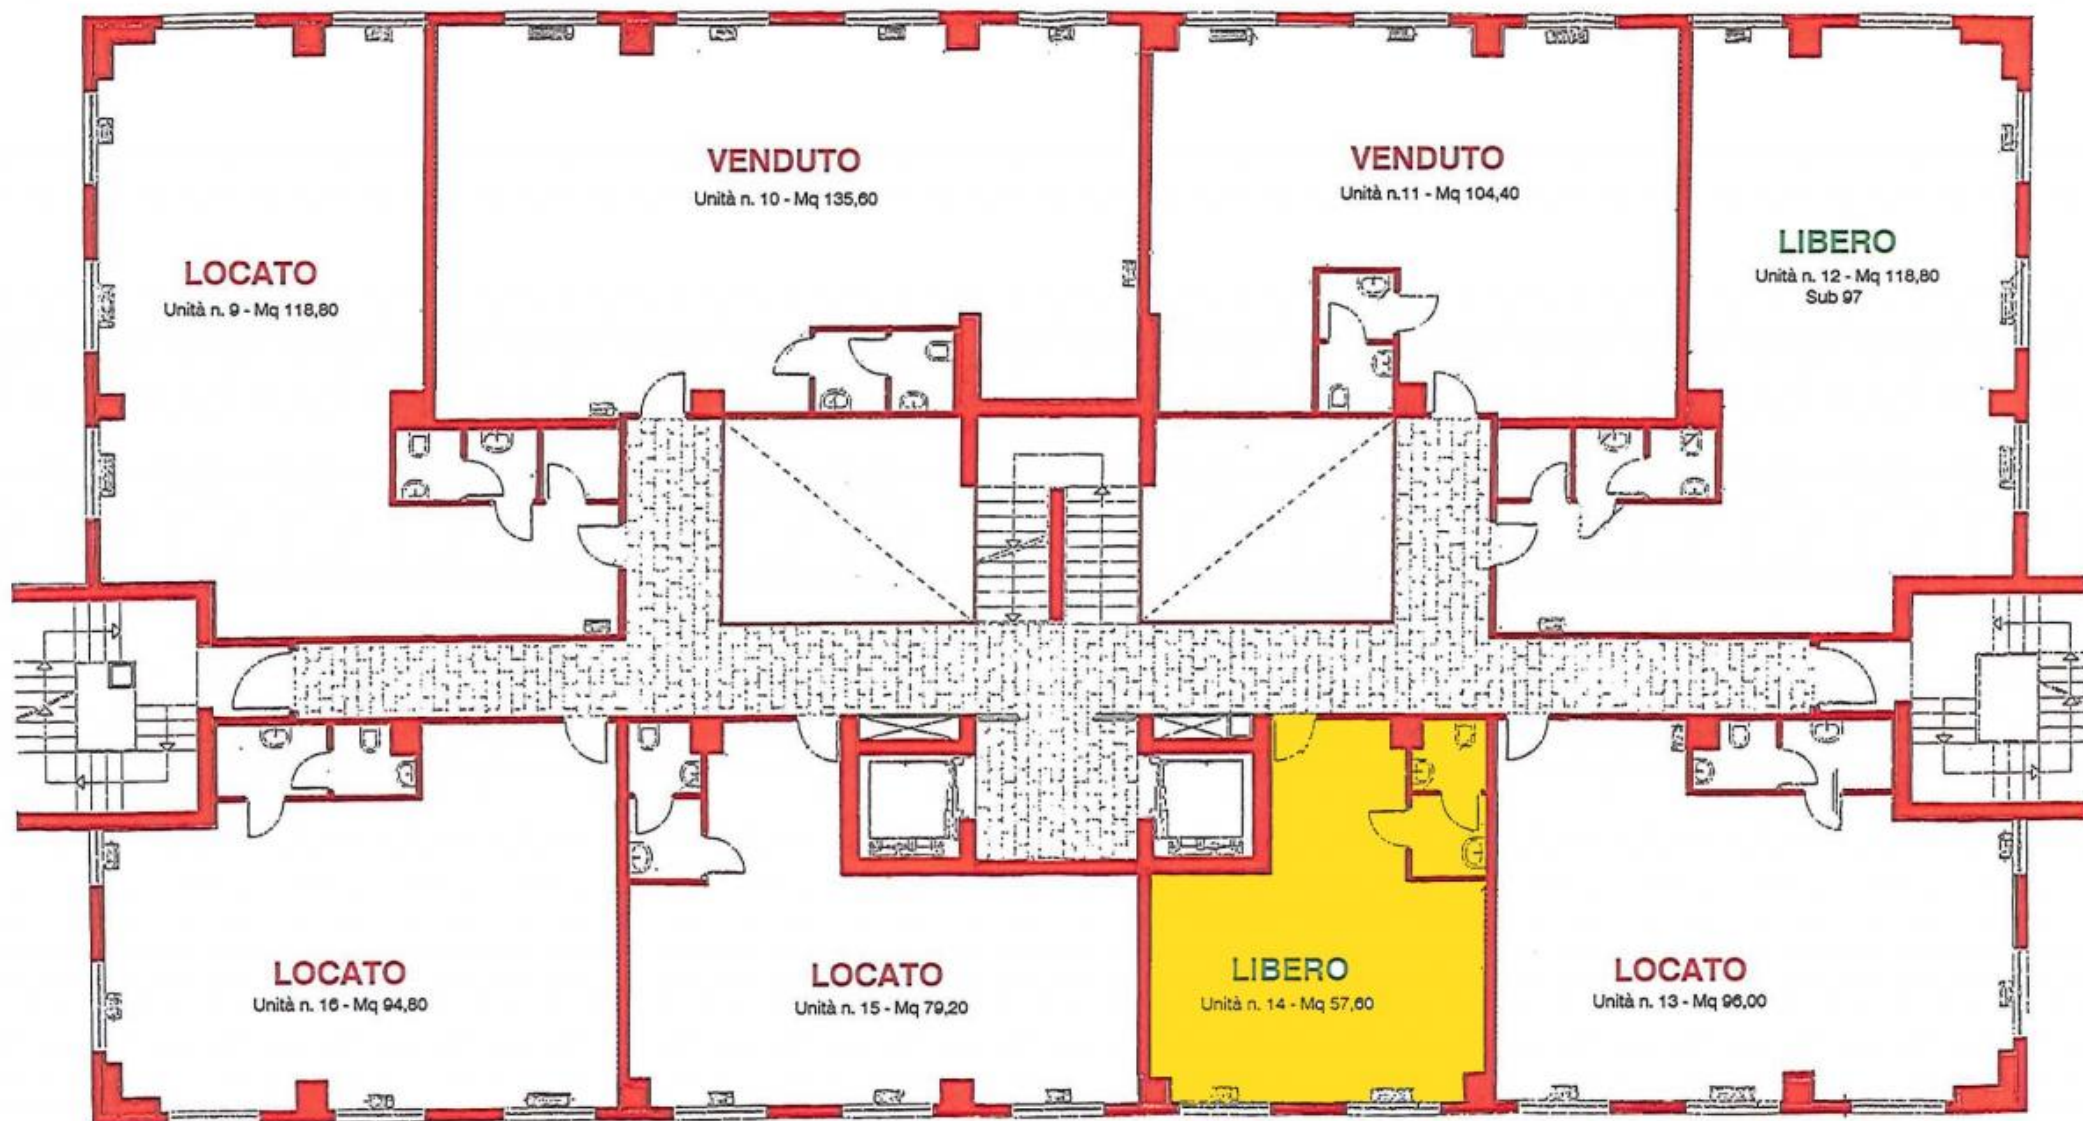 VENDUTO
Unità n. 10 - Mq 135,60
VENDUTO
Unità n.11 - Mq 104,40
LOCATO
Unità n. 9 - Mq 118,80
LIBERO
Unità n. 12 - Mq 118,80
Sub 97
LOCATO
Unità n. 16 - Mq 94,80
LOCATO
Unità n. 15 - Mq 79,20
LIBERO
Unità n. 14 - Mq 57,60
LOCATO
Unità n. 13 - Mq 96,00